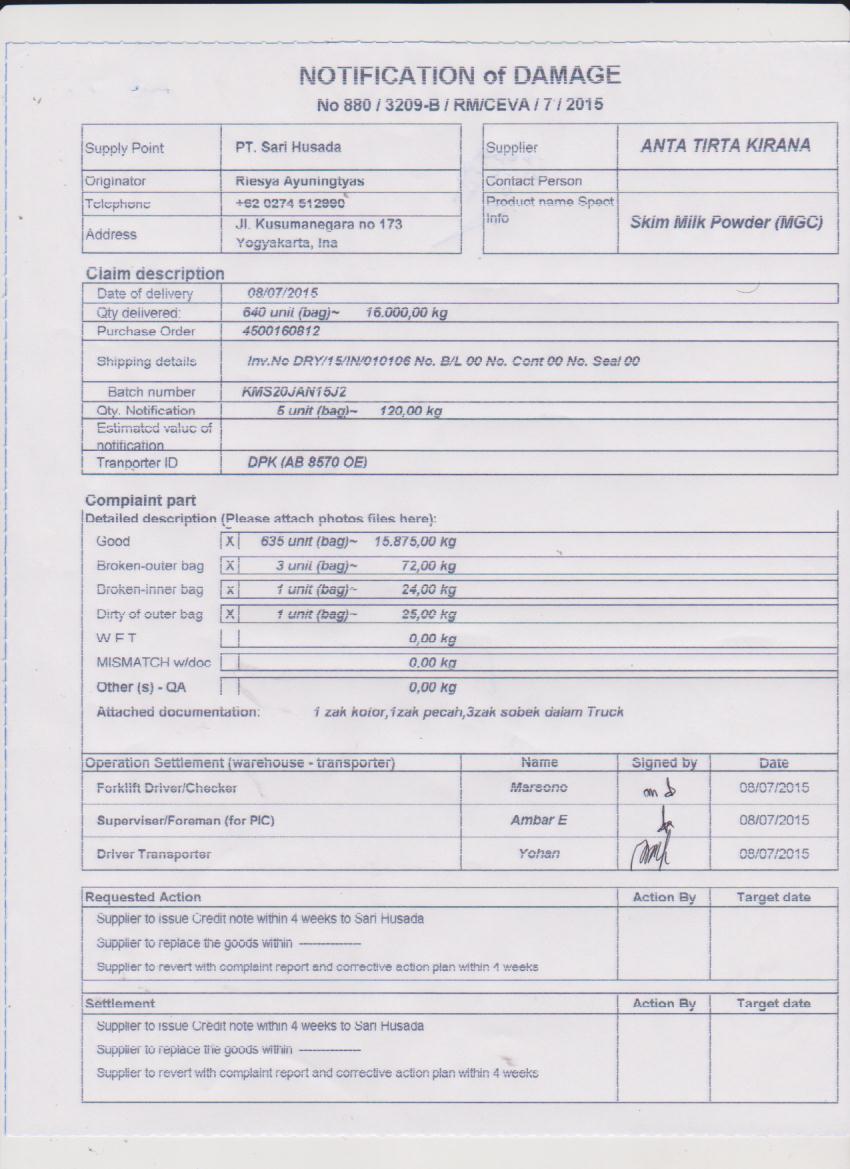 NOTIFICATION of DAMAGE
No 880 / 3209-B / RM/CEVA / 7 / 2015
Supply Point PT. Sari Husada
Originator Riesya Ayuningtyas
Telephone +62 0274 512990
Address Jl. Kusumanegara no 173
Yogyakarta, Ina
Supplier ANTA TIRTA KIRANA
Contact Person
Product name Spect
Info
Skim Milk Powder (MGC)
Claim description
Date of delivery 08/07/2015
Qty delivered: 640 unit (bag)~ 16.000,00 kg
Purchase Order 4500160812
Shipping details Inv.No DRY/15/IN/010106 No. B/L 00 No. Cont 00 No. Seal 00
Batch number KMS20JAN15J2
Qty. Notification 5 unit (bag)~ 120,00 kg
Estimated value of
notification
Tranporter ID DPK (AB 8570 OE)
Complaint part
Detailed description (Please attach photos files here):
Good X 635 unit (bag)~ 15.875,00 kg
Broken-outer bag X 3 unit (bag)~ 72,00 kg
Broken-inner bag x 1 unit (bag)~ 24,00 kg
Dirty of outer bag X 1 unit (bag)~ 25,00 kg
W F T 0,00 kg
MISMATCH w/doc 0,00 kg
Other (s) - QA 0,00 kg
Attached documentation: 1 zak kotor,1zak pecah,3zak sobek dalam Truck
Operation Settlement (warehouse - transporter) Name Signed by Date
Forklift Driver/Checker Marsono 08/07/2015
Superviser/Foreman (for PIC) Ambar E 08/07/2015
Driver Transporter Yohan 08/07/2015
Requested Action Action By Target date
Supplier to issue Credit note within 4 weeks to Sari Husada
Supplier to replace the goods within --------------
Supplier to revert with complaint report and corrective action plan within 4 weeks
Settlement Action By Target date
Supplier to issue Credit note within 4 weeks to Sari Husada
Supplier to replace the goods within --------------
Supplier to revert with complaint report and corrective action plan within 4 weeks